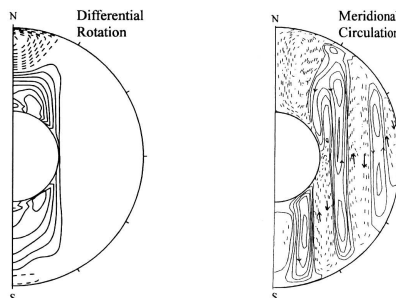 Differential
Rotation
N
S
Meridional
Circulation
N
S